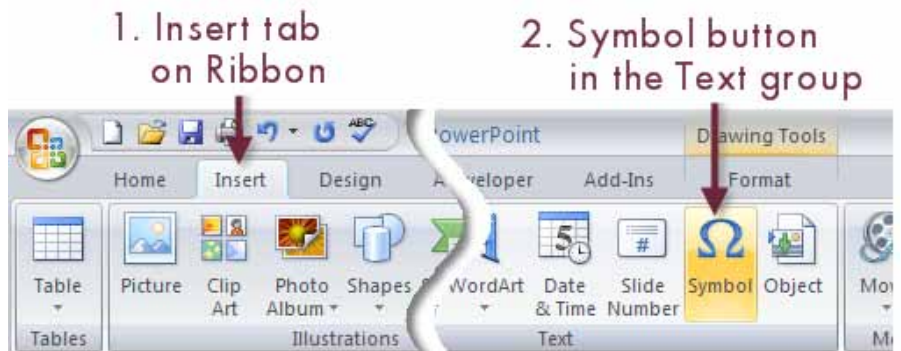 1. Insert tab
on Ribbon
2. Symbol button
in the Text group
ABC
PowerPoint
Drawing Tools
Home Insert Design Add-Ins Format
Table Picture Clip Art Photo Album Shapes WordArt Date & Time Slide Number Symbol Object
5 #
Ω
Tables Illustrations Text